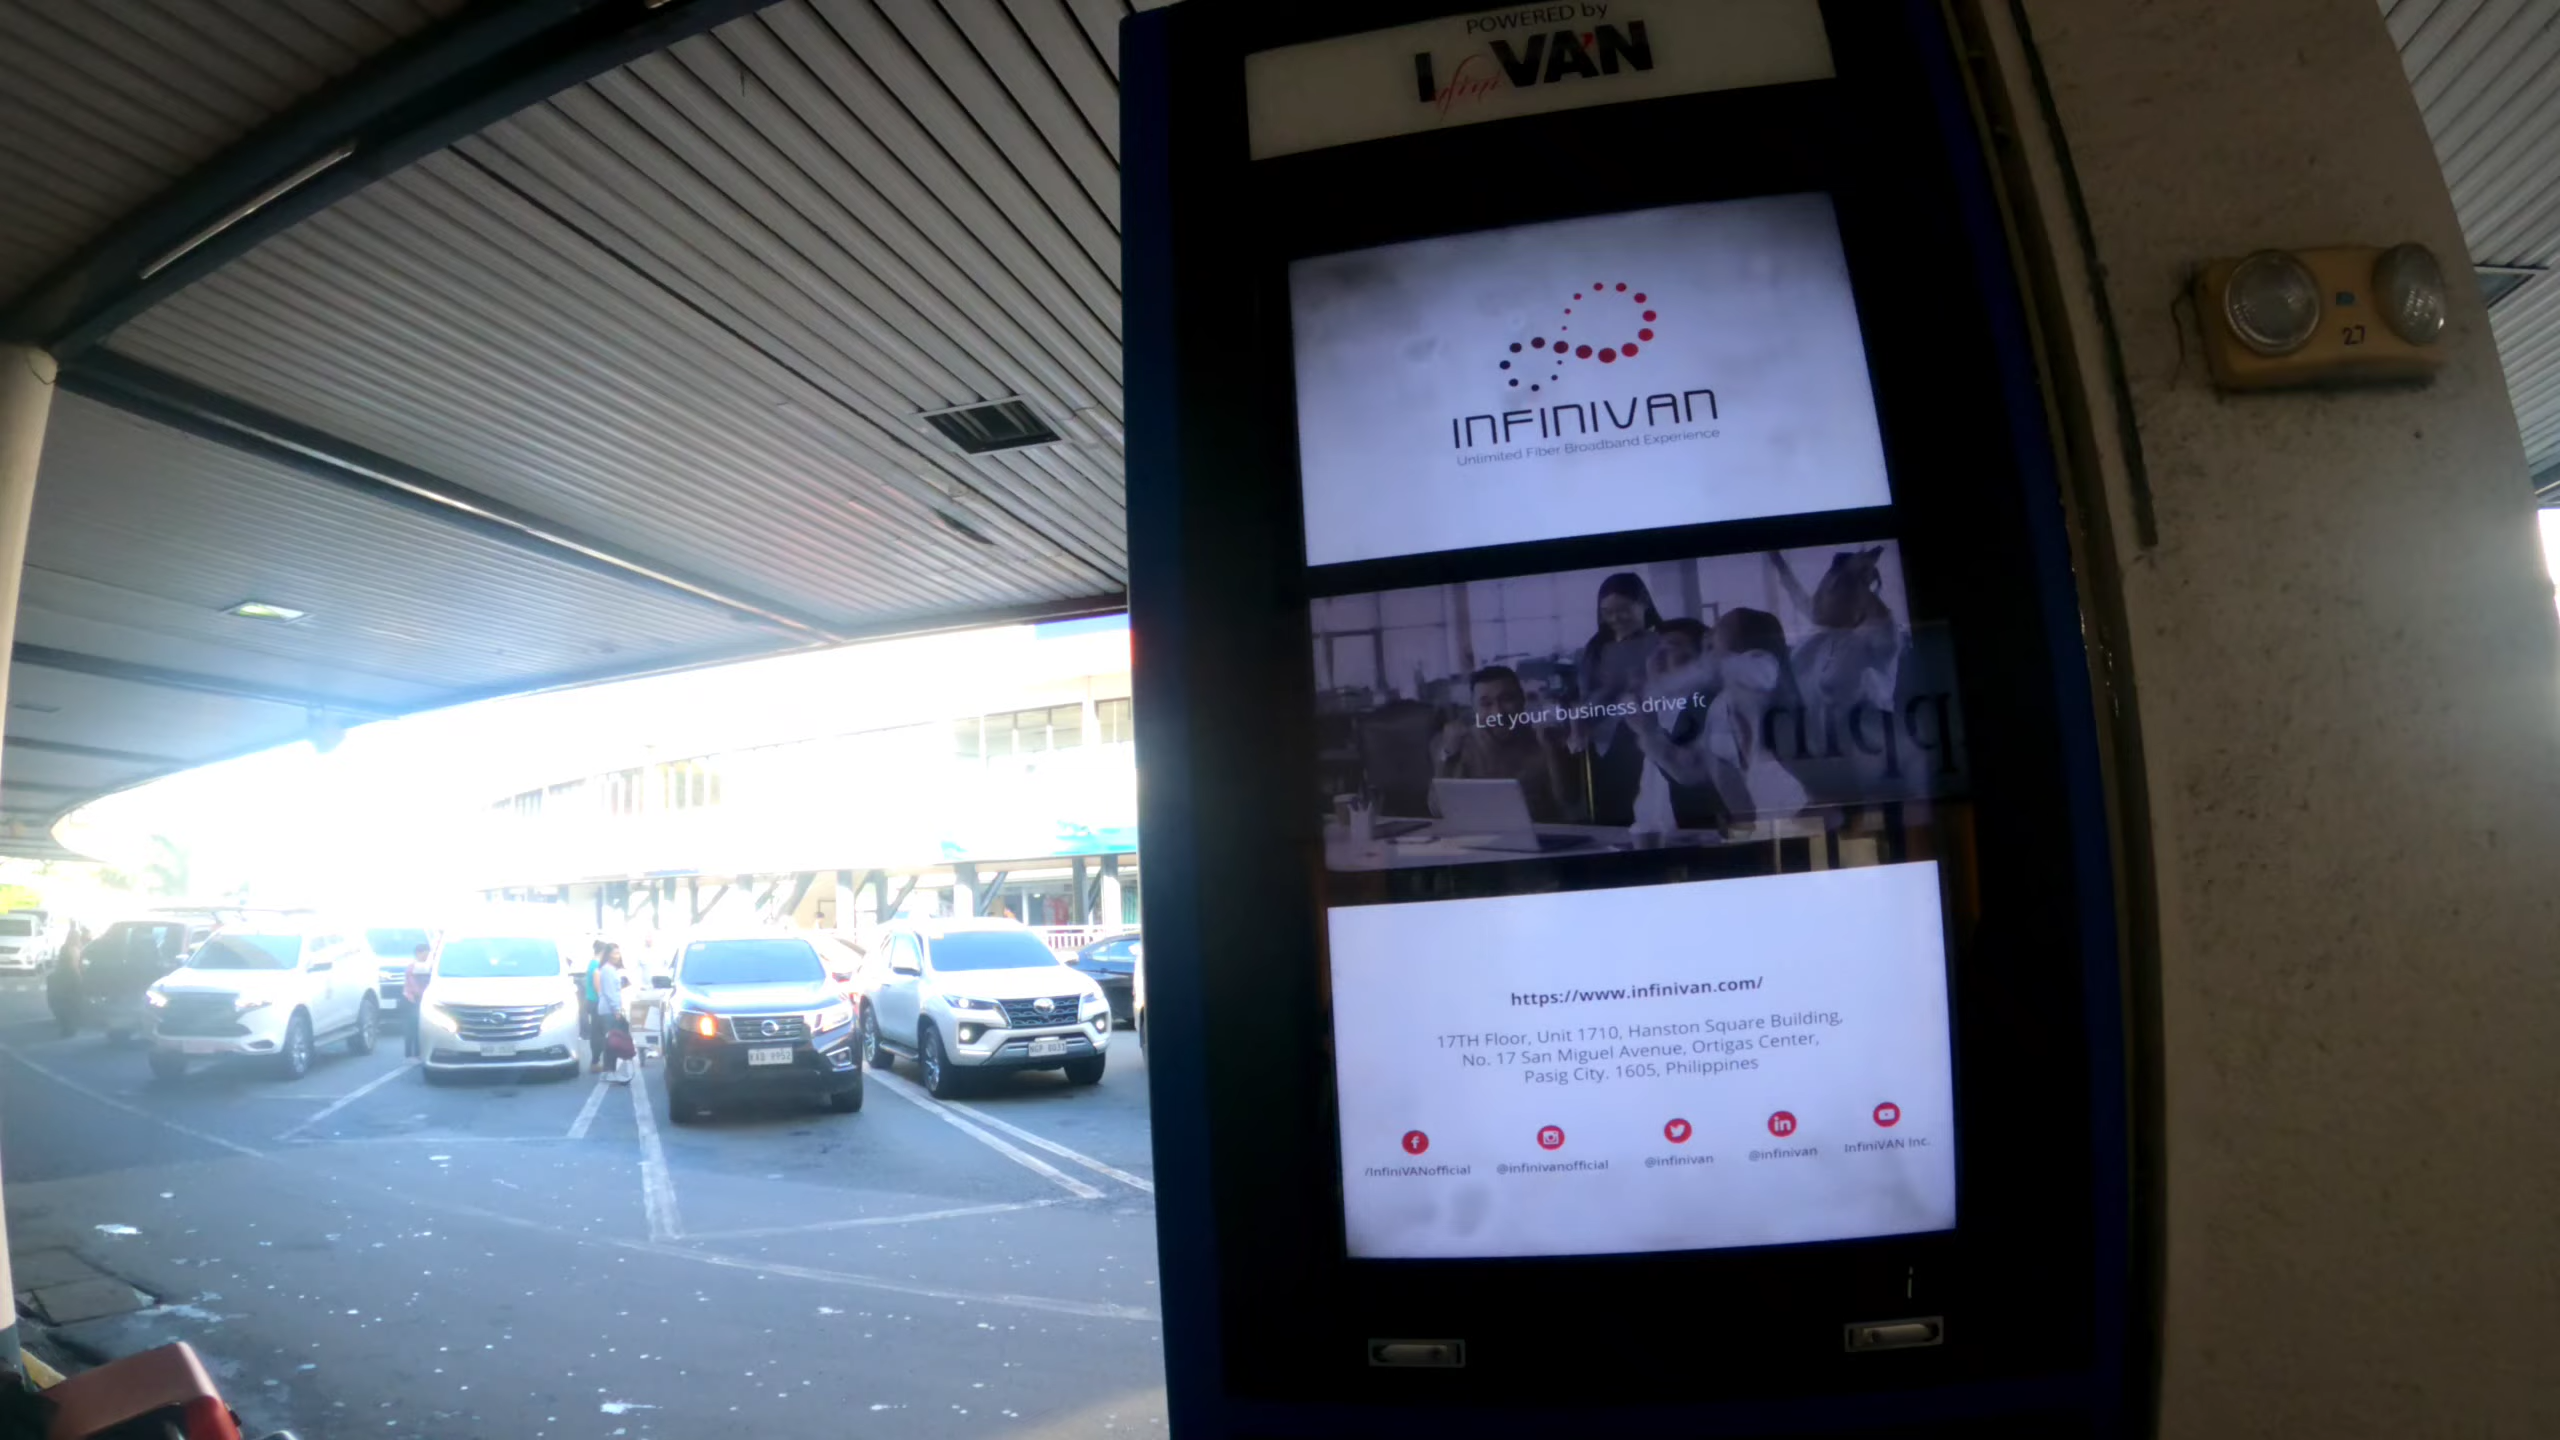 POWERED by
InfiniVAN
INFINIVAN
Unlimited Fiber Broadband Experience
Let your business drive fo
https://www.infinivan.com/
17TH Floor, Unit 1710, Hanston Square Building,
No. 17 San Miguel Avenue, Ortigas Center,
Pasig City. 1605, Philippines
/InfiniVANofficial
@infinivanofficial
@infinivan
@infinivan
InfiniVAN Inc.
27